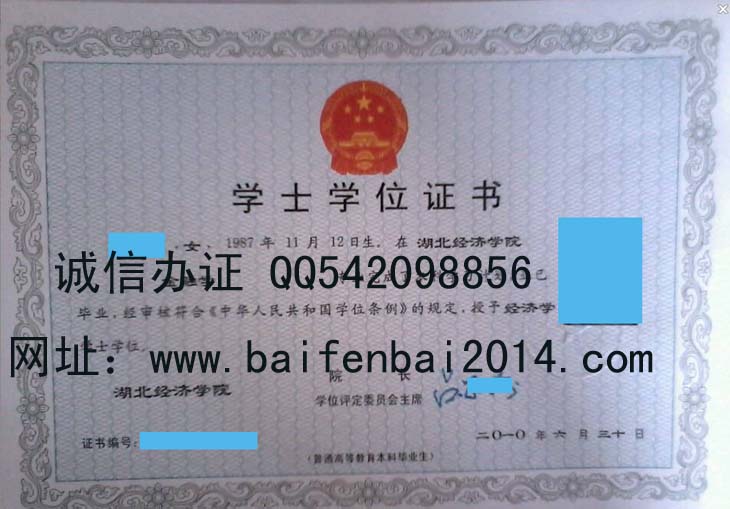 学士学位证书
,女、1987 年 11 月 12 日生。在 湖北经济学院
诚信办证 QQ542098856
金融学
毕业，经审核符合《中华人民共和国学位条例》的规定，授予 经济学
学士学位。
网址：www.baifenbai2014.com
院 长
湖北经济学院
学位评定委员会主席
证书编号:
二○一○ 年 六 月 三十 日
(普通高等教育本科毕业生)